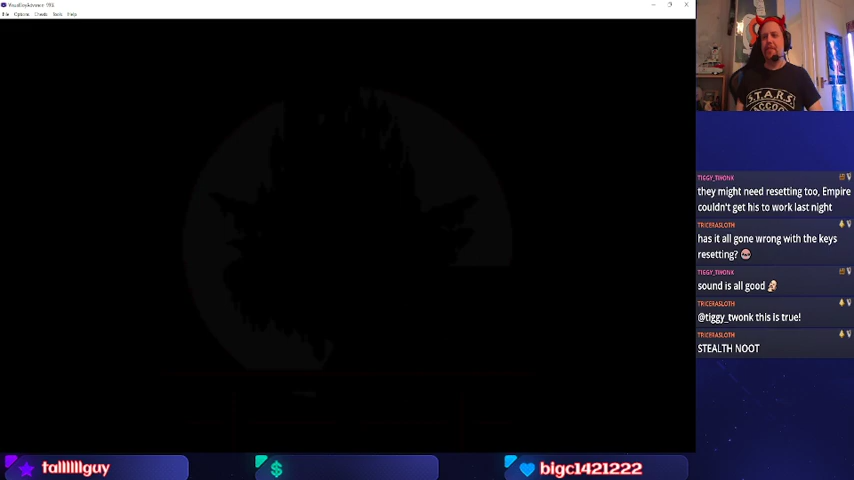 File Options Cheats Tools Help
S.T.A.R.S.
RACCOON
TIGGY_TWONK
they might need resetting too, Empire
couldn't get his to work last night
TRICERASLOTH
has it all gone wrong with the keys
resetting?
TIGGY_TWONK
sound is all good
TRICERASLOTH
@tiggy_twonk this is true!
TRICERASLOTH
STEALTH NOOT
tallllllguy
$
bigc1421222